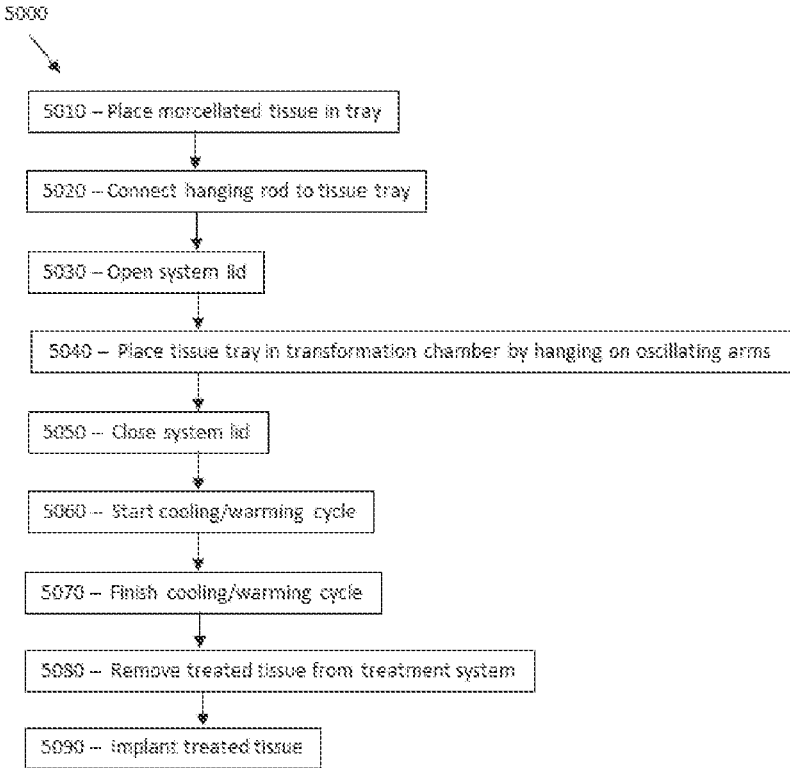 5000
5010 – Place morcellated tissue in tray
5020 – Connect hanging rod to tissue tray
5030 – Open system lid
5040 – Place tissue tray in transformation chamber by hanging on oscillating arms
5050 – Close system lid
5060 – Start cooling/warming cycle
5070 – Finish cooling/warming cycle
5080 – Remove treated tissue from treatment system
5090 – Implant treated tissue